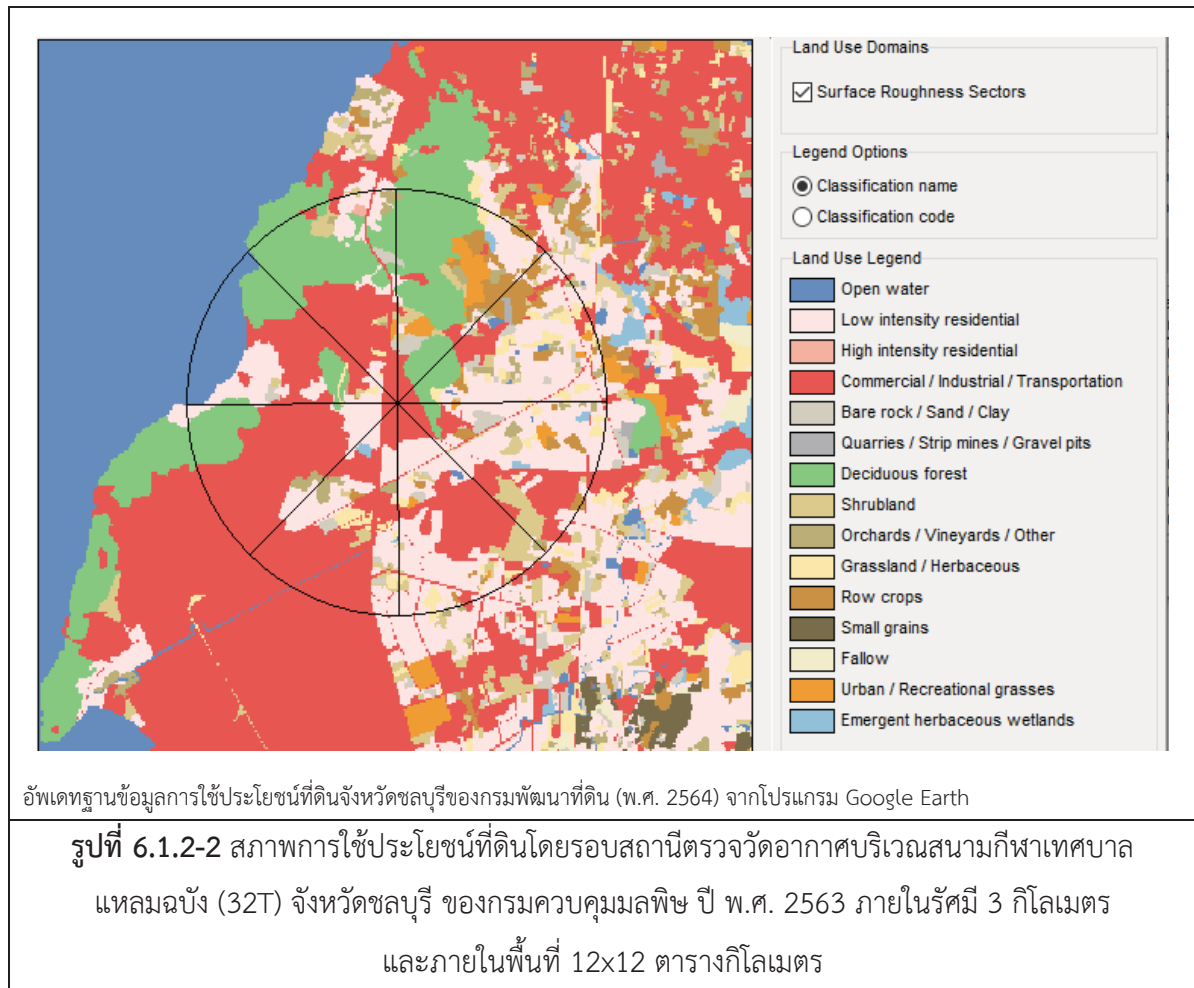 Land Use Domains
Surface Roughness Sectors
Legend Options
Classification name
Classification code
Land Use Legend
Open water
Low intensity residential
High intensity residential
Commercial / Industrial / Transportation
Bare rock / Sand / Clay
Quarries / Strip mines / Gravel pits
Deciduous forest
Shrubland
Orchards / Vineyards / Other
Grassland / Herbaceous
Row crops
Small grains
Fallow
Urban / Recreational grasses
Emergent herbaceous wetlands
อัพเดทฐานข้อมูลการใช้ประโยชน์ที่ดินจังหวัดชลบุรีของกรมพัฒนาที่ดิน (พ.ศ. 2564) จากโปรแกรม Google Earth
รูปที่ 6.1.2-2 สภาพการใช้ประโยชน์ที่ดินโดยรอบสถานีตรวจวัดอากาศบริเวณสนามกีฬาเทศบาล
แหลมฉบัง (32T) จังหวัดชลบุรี ของกรมควบคุมมลพิษ ปี พ.ศ. 2563 ภายในรัศมี 3 กิโลเมตร
และภายในพื้นที่ 12x12 ตารางกิโลเมตร